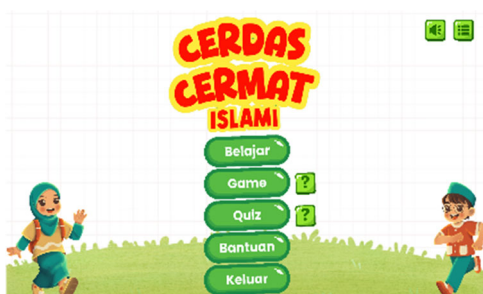 CERDAS
CERMAT
ISLAMI
Belajar
Game ?
Quiz ?
Bantuan
Keluar